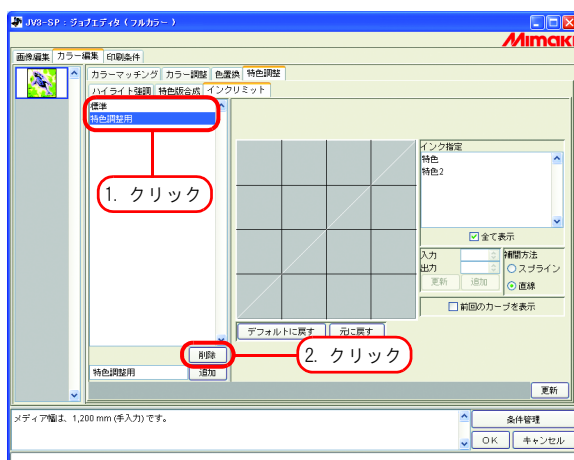 JV3-SP : ジョブエディタ ( フルカラー )
Mimaki
画像編集 カラー編集 印刷条件
カラーマッチング カラー調整 色置換 特色調整
ハイライト強調 特色版合成 インクリミット
標準
特色調整用
1. クリック
インク指定
特色
特色2
全て表示
入力
出力
更新 追加
補間方法
スプライン
直線
前回のカーブを表示
デフォルトに戻す 元に戻す
削除
2. クリック
特色調整用 追加
更新
メディア幅は、1,200 mm (手入力) です。
条件管理
OK キャンセル